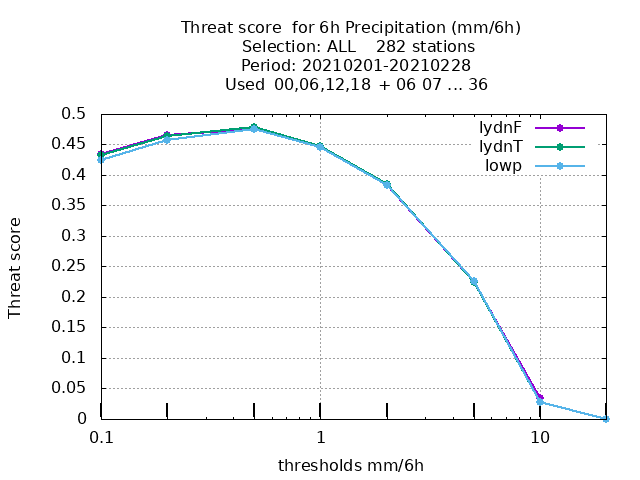 Threat score  for 6h Precipitation (mm/6h)
Selection: ALL    282 stations
Period: 20210201-20210228
Used  00,06,12,18  + 06 07 ... 36
0.5
0.45
0.4
0.35
0.3
0.25
0.2
0.15
0.1
0.05
0
Threat score
lydnF
lydnT
lowp
0.1
1
10
thresholds mm/6h